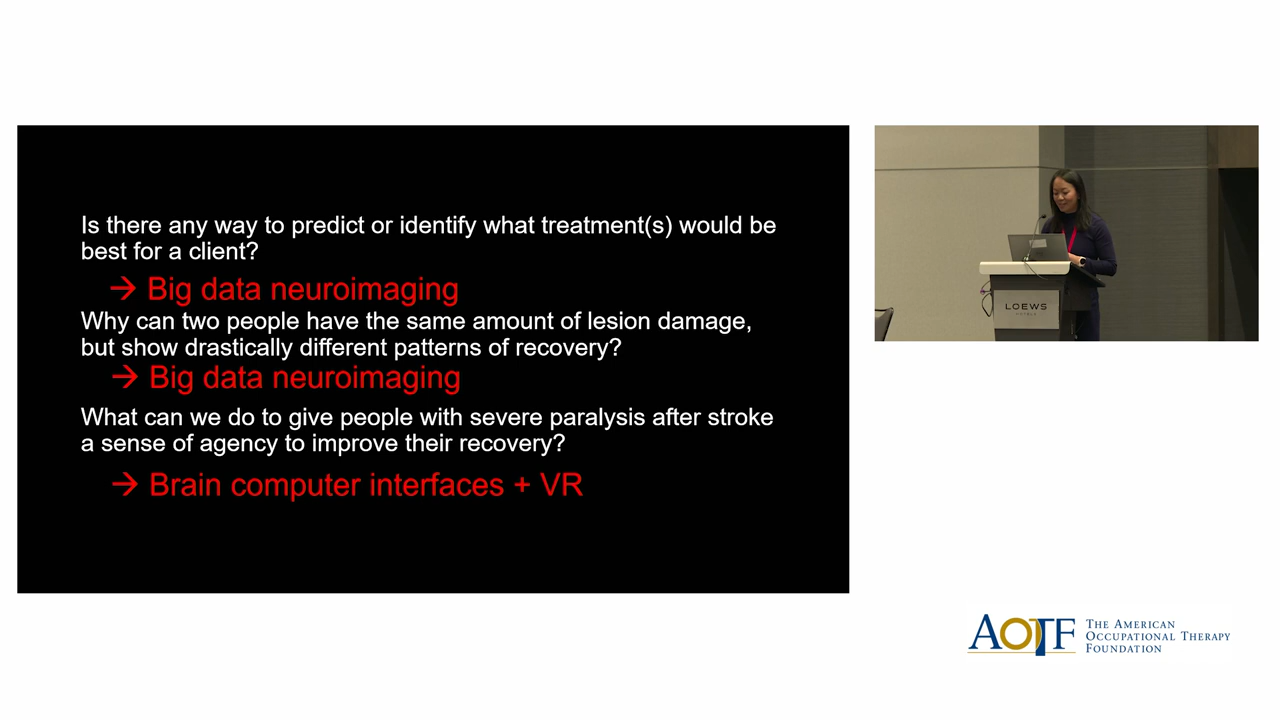 Is there any way to predict or identify what treatment(s) would be
best for a client?
→ Big data neuroimaging
Why can two people have the same amount of lesion damage,
but show drastically different patterns of recovery?
→ Big data neuroimaging
What can we do to give people with severe paralysis after stroke
a sense of agency to improve their recovery?
→ Brain computer interfaces + VR
LOEWS
HOTELS
AOTF
THE AMERICAN
OCCUPATIONAL THERAPY
FOUNDATION